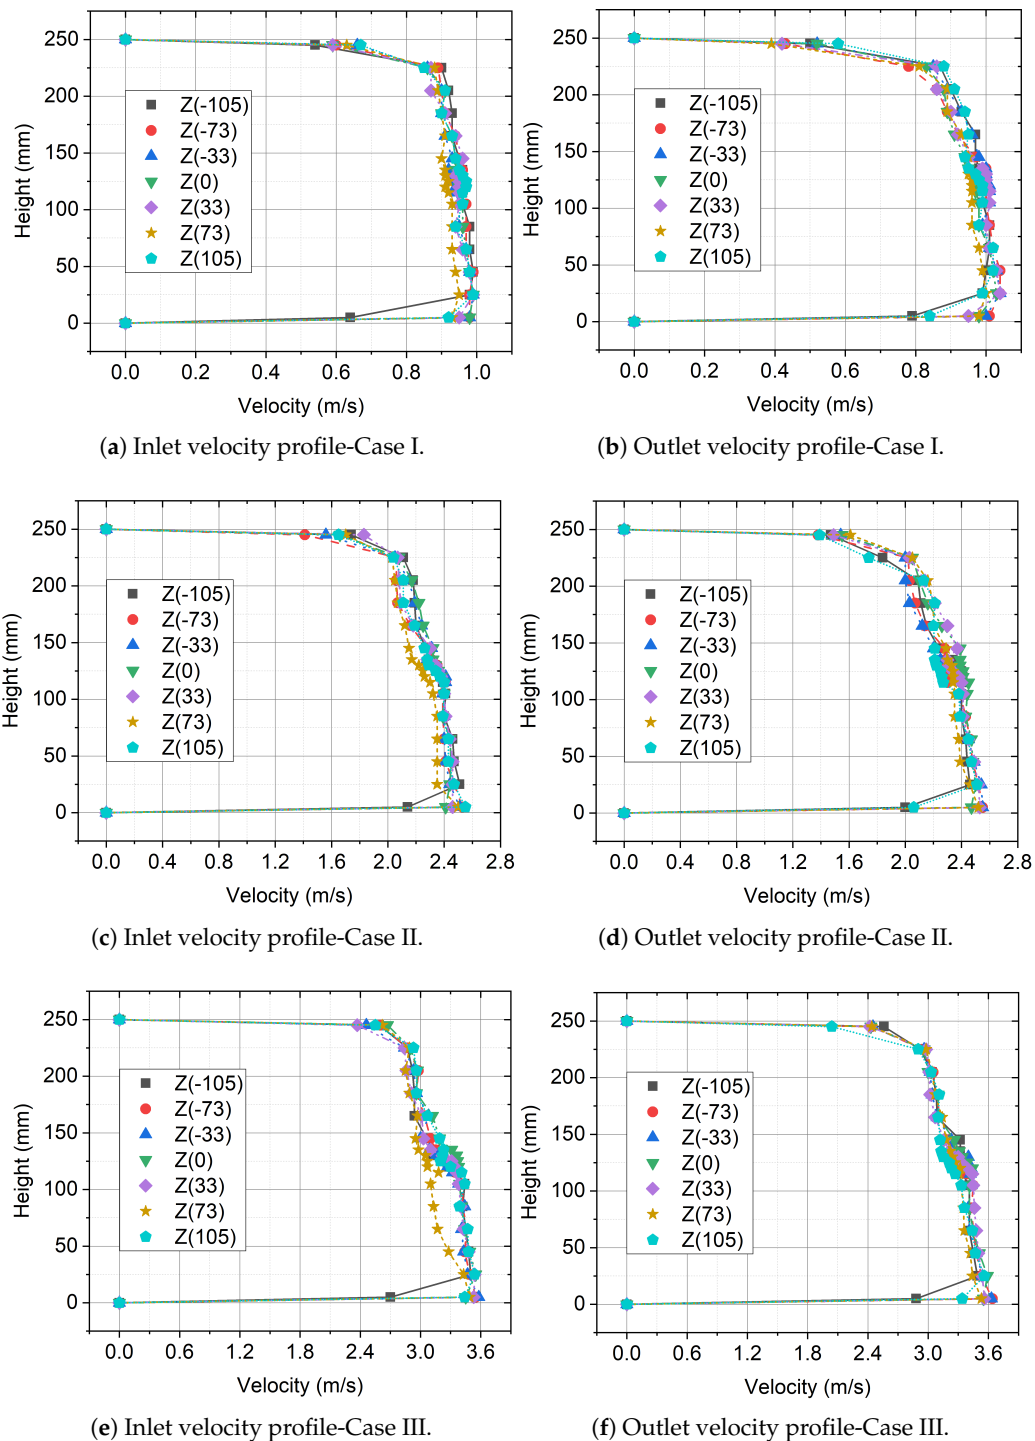 250
200
150
100
50
0
Height (mm)
Z(-105)
Z(-73)
Z(-33)
Z(0)
Z(33)
Z(73)
Z(105)
0.0 0.2 0.4 0.6 0.8 1.0
Velocity (m/s)
(a) Inlet velocity profile-Case I.
250
200
150
100
50
0
Height (mm)
Z(-105)
Z(-73)
Z(-33)
Z(0)
Z(33)
Z(73)
Z(105)
0.0 0.2 0.4 0.6 0.8 1.0
Velocity (m/s)
(b) Outlet velocity profile-Case I.
250
200
150
100
50
0
Height (mm)
Z(-105)
Z(-73)
Z(-33)
Z(0)
Z(33)
Z(73)
Z(105)
0.0 0.4 0.8 1.2 1.6 2.0 2.4 2.8
Velocity (m/s)
(c) Inlet velocity profile-Case II.
250
200
150
100
50
0
Height (mm)
Z(-105)
Z(-73)
Z(-33)
Z(0)
Z(33)
Z(73)
Z(105)
0.0 0.4 0.8 1.2 1.6 2.0 2.4 2.8
Velocity (m/s)
(d) Outlet velocity profile-Case II.
250
200
150
100
50
0
Height (mm)
Z(-105)
Z(-73)
Z(-33)
Z(0)
Z(33)
Z(73)
Z(105)
0.0 0.6 1.2 1.8 2.4 3.0 3.6
Velocity (m/s)
(e) Inlet velocity profile-Case III.
250
200
150
100
50
0
Height (mm)
Z(-105)
Z(-73)
Z(-33)
Z(0)
Z(33)
Z(73)
Z(105)
0.0 0.6 1.2 1.8 2.4 3.0 3.6
Velocity (m/s)
(f) Outlet velocity profile-Case III.